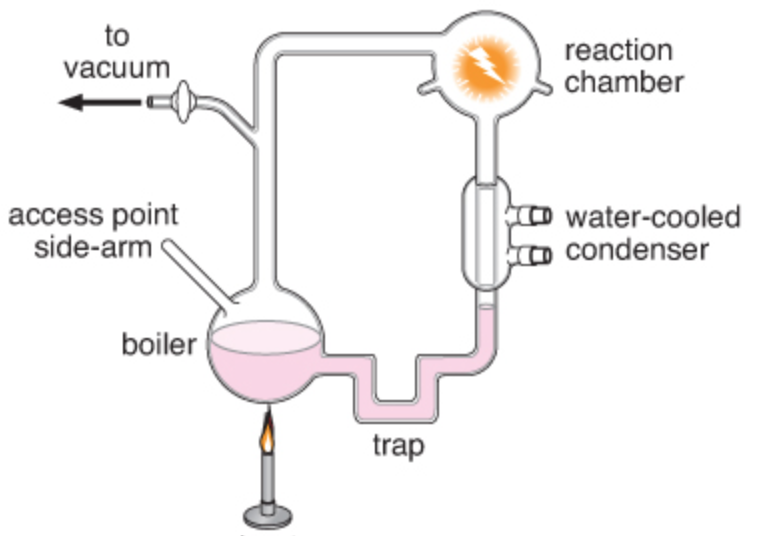 to
vacuum
reaction
chamber
access point
side-arm
water-cooled
condenser
boiler
trap